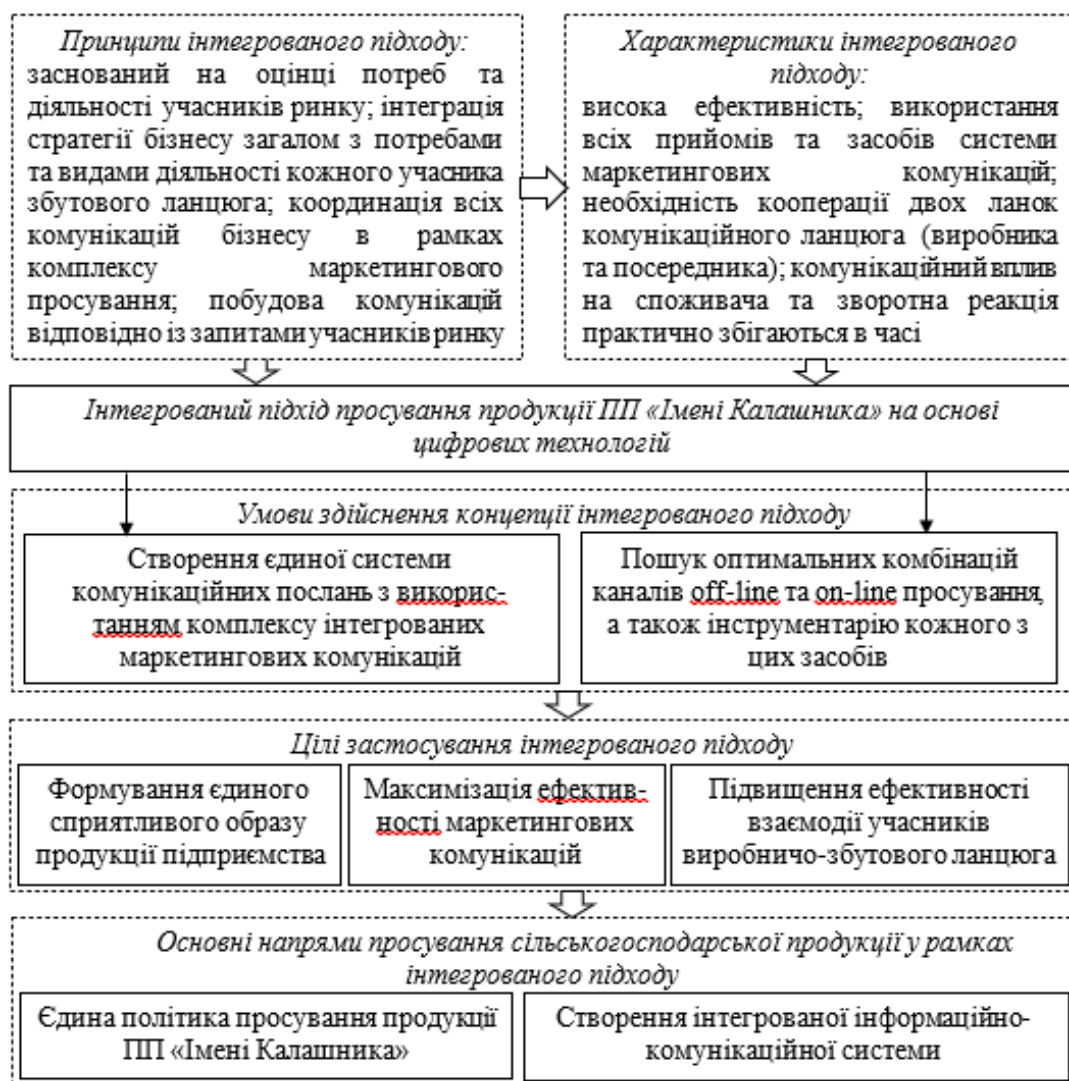 Принципи інтегрованого підходу:
заснований на оцінці потреб та
діяльності учасників ринку; інтеграція
стратегії бізнесу загалом з потребами
та видами діяльності кожного учасника
збутового ланцюга; координація всіх
комунікацій бізнесу в рамках
комплексу маркетингового
просування; побудова комунікацій
відповідно із запитами учасників ринку
Характеристики інтегрованого
підходу:
висока ефективність; використання
всіх прийомів та засобів системи
маркетингових комунікацій;
необхідність кооперації двох ланок
комунікаційного ланцюга (виробника
та посередника); комунікаційний вплив
на споживача та зворотна реакція
практично збігаються в часі
Інтегрований підхід просування продукції ПП «Імені Калашника» на основі
цифрових технологій
Умови здійснення концепції інтегрованого підходу
Створення єдиної системи
комунікаційних послань з викорис-
танням комплексу інтегрованих
маркетингових комунікацій
Пошук оптимальних комбінацій
каналів off-line та on-line просування,
а також інструментарію кожного з
цих засобів
Цілі застосування інтегрованого підходу
Формування єдиного
сприятливого образу
продукції підприємства
Максимізація ефектив-
ності маркетингових
комунікацій
Підвищення ефективності
взаємодії учасників
виробничо-збутового ланцюга
Основні напрями просування сільськогосподарської продукції у рамках
інтегрованого підходу
Єдина політика просування продукції
ПП «Імені Калашника»
Створення інтегрованої інформаційно-
комунікаційної системи